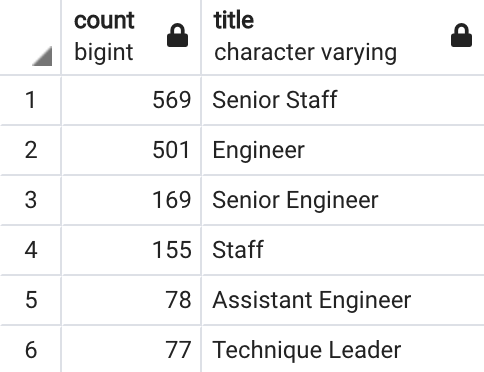 count title
bigint character varying
1 569 Senior Staff
2 501 Engineer
3 169 Senior Engineer
4 155 Staff
5 78 Assistant Engineer
6 77 Technique Leader